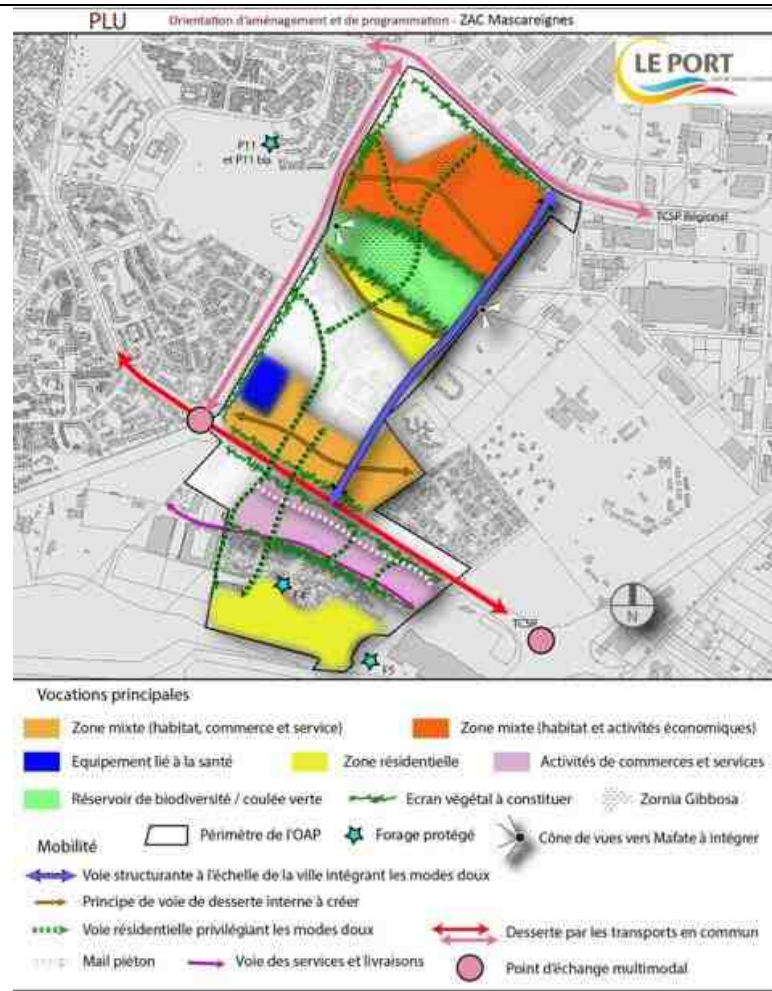 PLU Orientation d'aménagement et de programmation - ZAC Mascareignes
LE PORT
P11
et P11 bis
TCSP Régional
TCSP
F5
N
Vocations principales
Zone mixte (habitat, commerce et service)
Zone mixte (habitat et activités économiques)
Equipement lié à la santé
Zone résidentielle
Activités de commerces et services
Réservoir de biodiversité / coulée verte
Ecran végétal à constituer
Zornia Gibbosa
Périmètre de l'OAP
Forage protégé
Cône de vues vers Mafate à intégrer
Mobilité
Voie structurante à l'échelle de la ville intégrant les modes doux
Principe de voie de desserte interne à créer
Voie résidentielle privilégiant les modes doux
Desserte par les transports en commun
Mail piéton
Voie des services et livraisons
Point d'échange multimodal